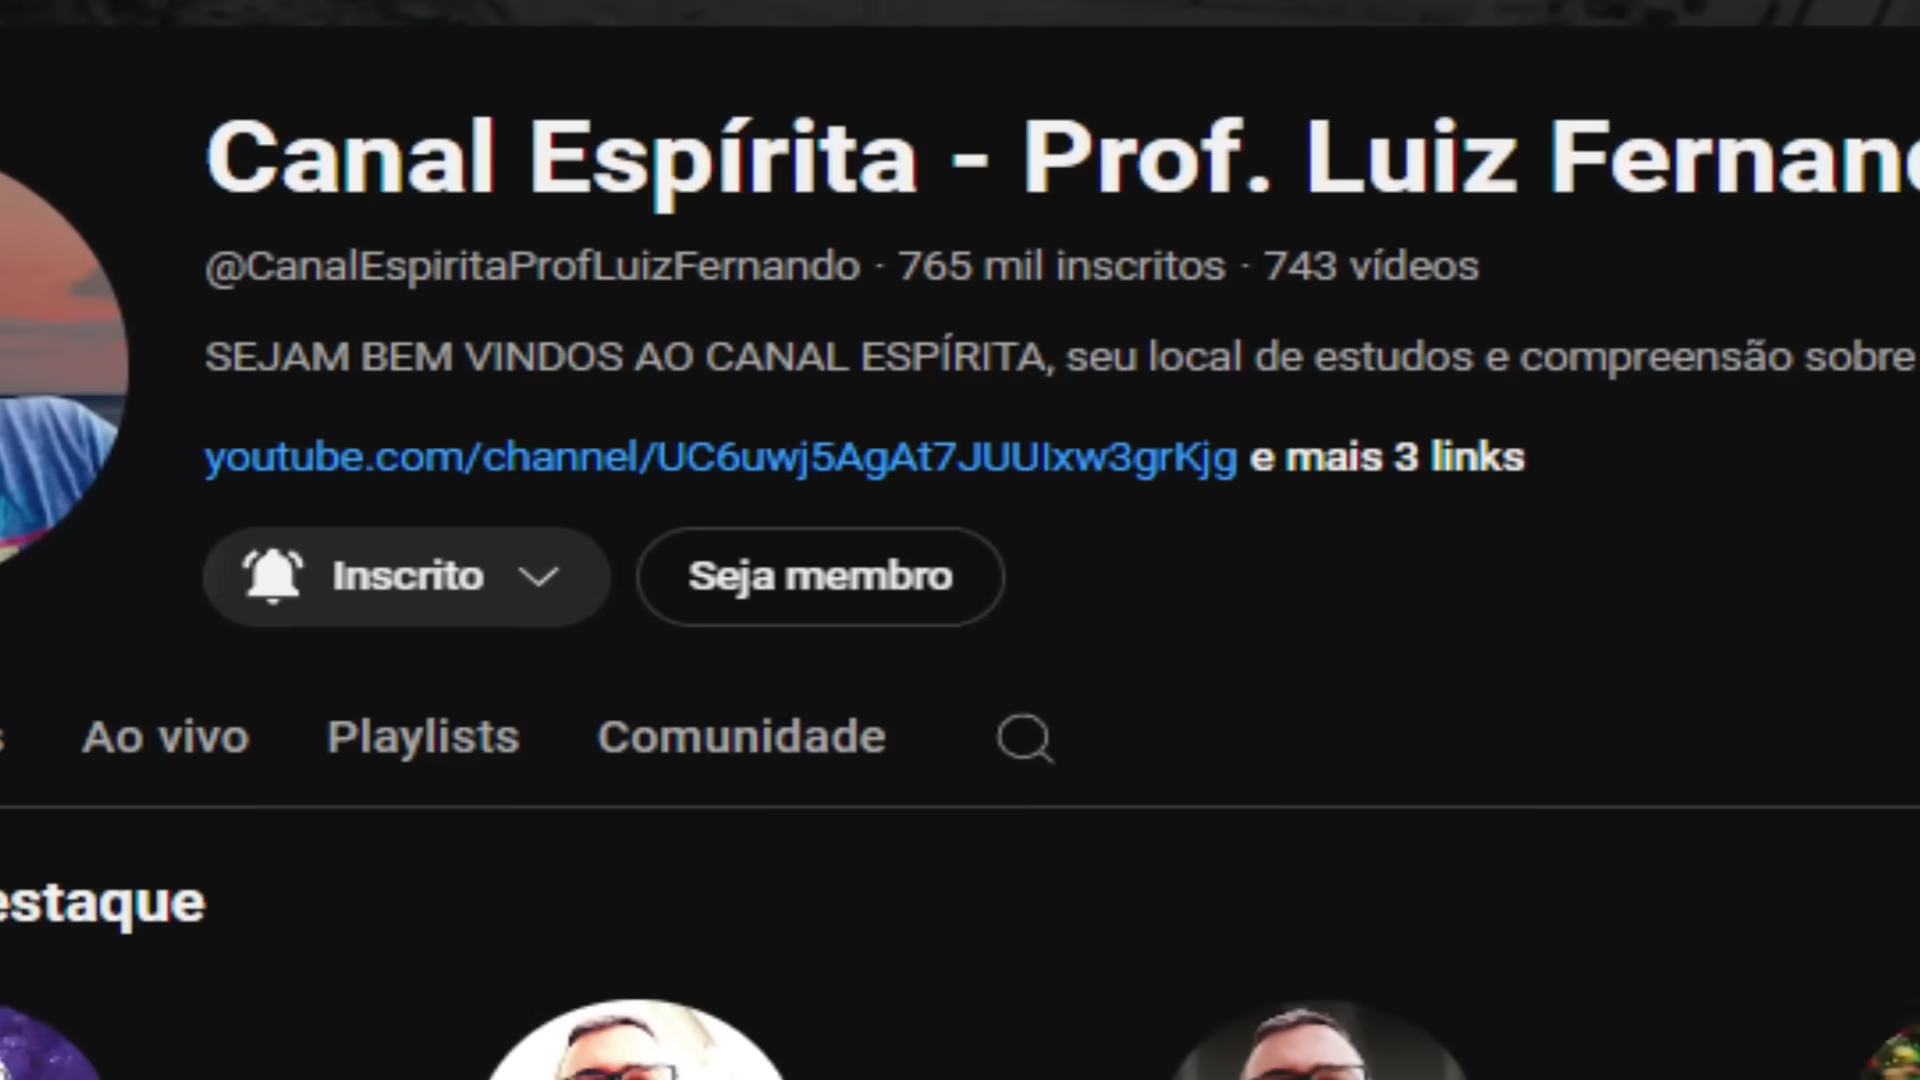 Canal Espírita - Prof. Luiz Fernan
@CanalEspiritaProfLuizFernando · 765 mil inscritos · 743 vídeos
SEJAM BEM VINDOS AO CANAL ESPÍRITA, seu local de estudos e compreensão sobre
youtube.com/channel/UC6uwj5AgAt7JUUIxw3grKjg e mais 3 links
Inscrito Seja membro
s Ao vivo Playlists Comunidade
estaque